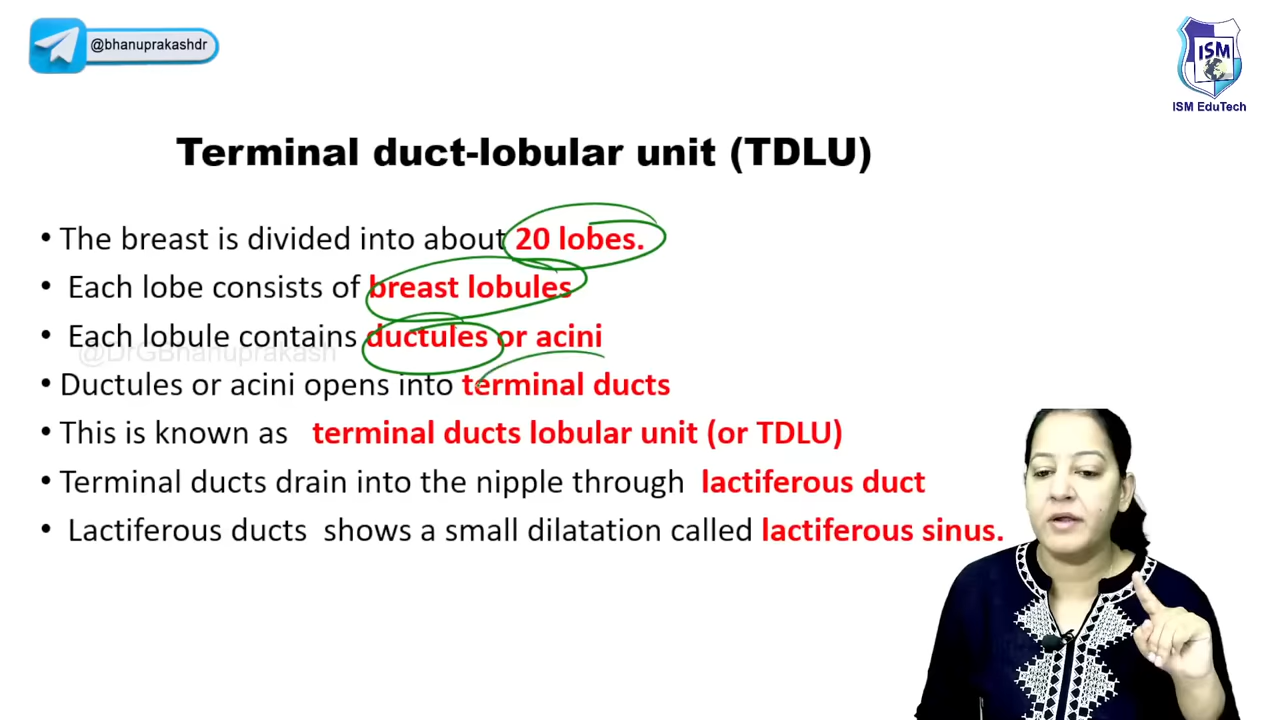 @bhanuprakashdr
ISM
ISM EduTech
Terminal duct-lobular unit (TDLU)
• The breast is divided into about 20 lobes.
• Each lobe consists of breast lobules
• Each lobule contains ductules or acini
@DrGBhanuprakash
• Ductules or acini opens into terminal ducts
• This is known as terminal ducts lobular unit (or TDLU)
• Terminal ducts drain into the nipple through lactiferous duct
• Lactiferous ducts shows a small dilatation called lactiferous sinus.